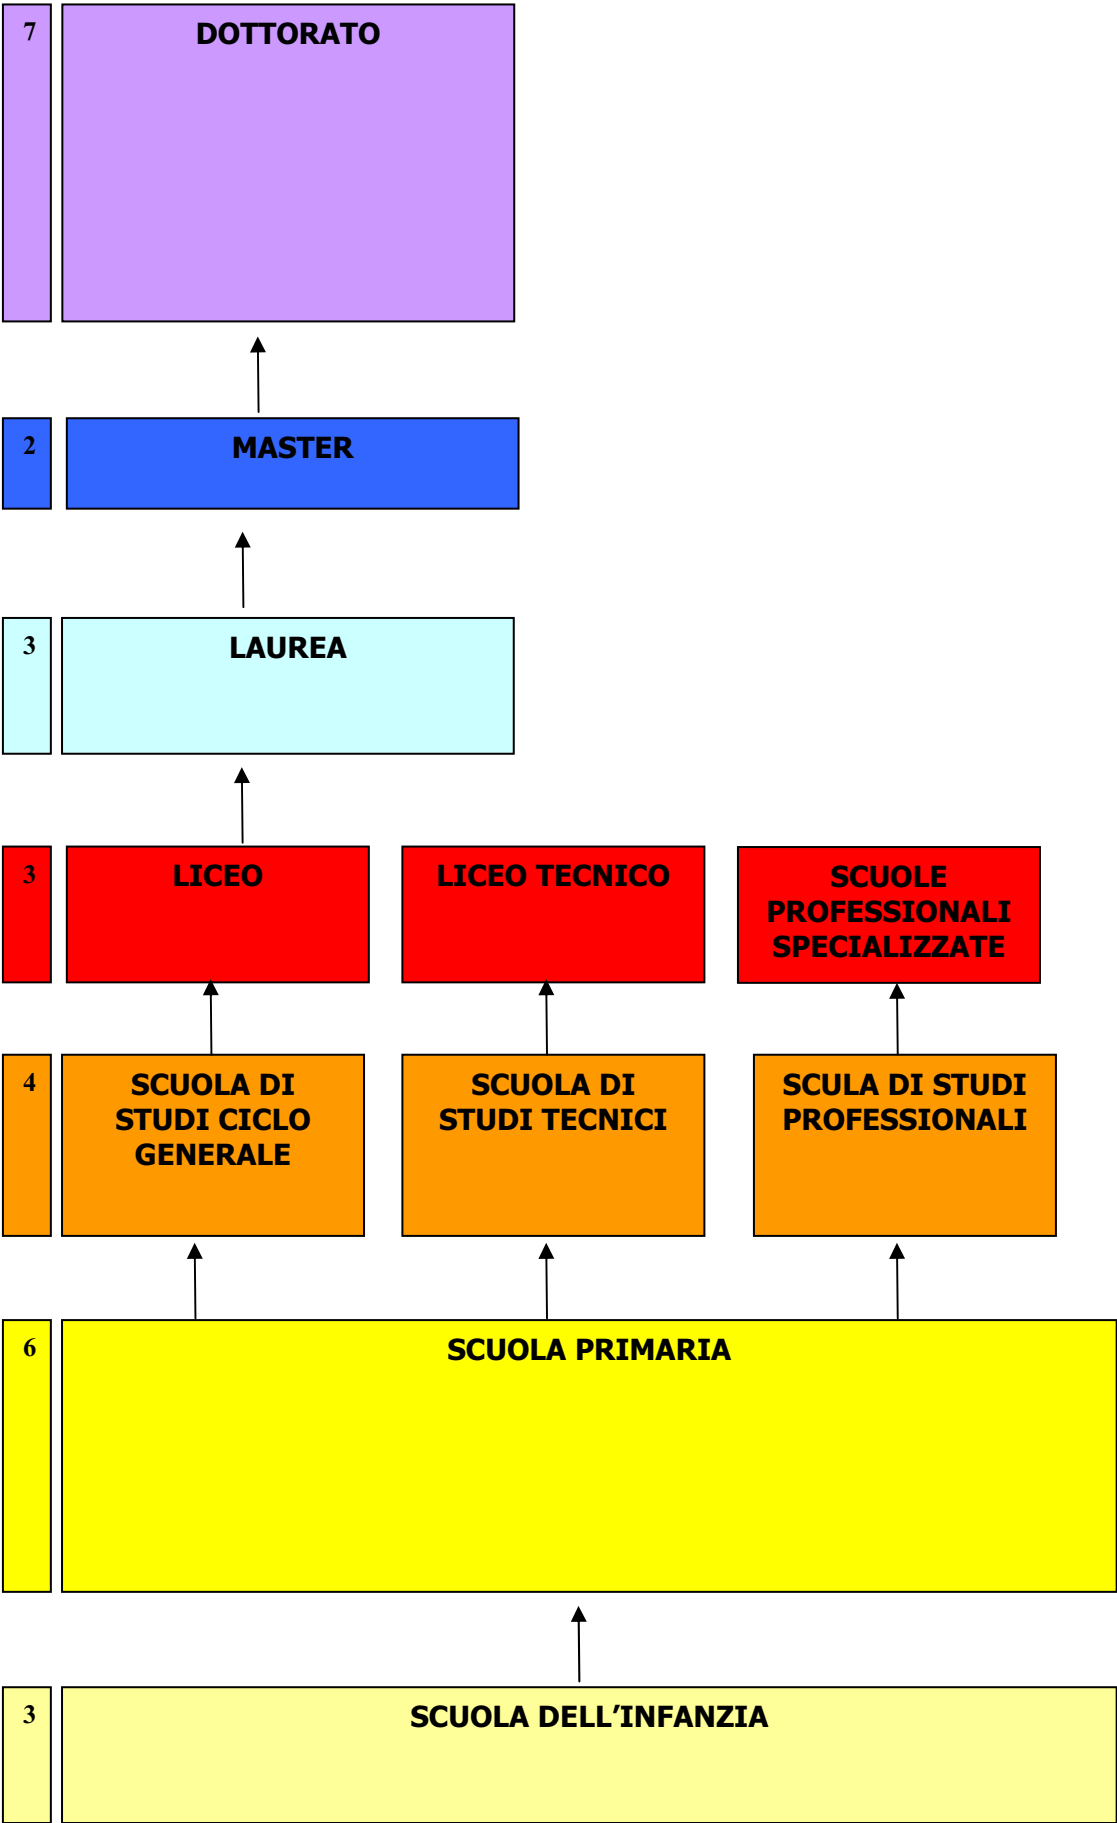 7
DOTTORATO
2
MASTER
3
LAUREA
3
LICEO
LICEO TECNICO
SCUOLE
PROFESSIONALI
SPECIALIZZATE
4
SCUOLA DI
STUDI CICLO
GENERALE
SCUOLA DI
STUDI TECNICI
SCULA DI STUDI
PROFESSIONALI
6
SCUOLA PRIMARIA
3
SCUOLA DELL’INFANZIA